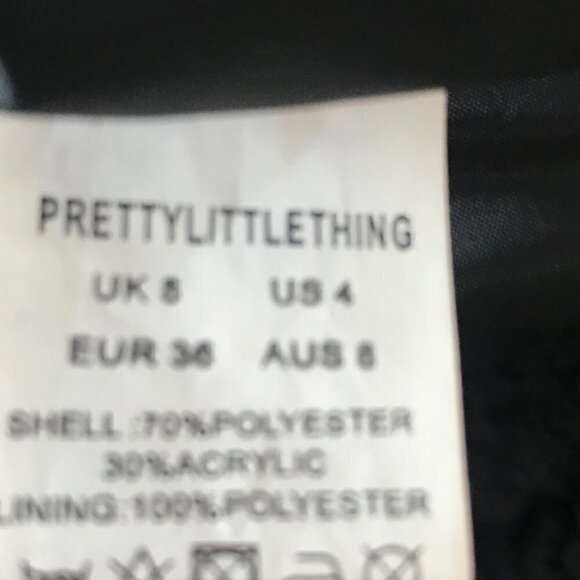 PRETTYLITTLETHING
UK 8 US 4
EUR 36 AUS 8
SHELL:70%POLYESTER
30%ACRYLIC
LINING:100%POLYESTER